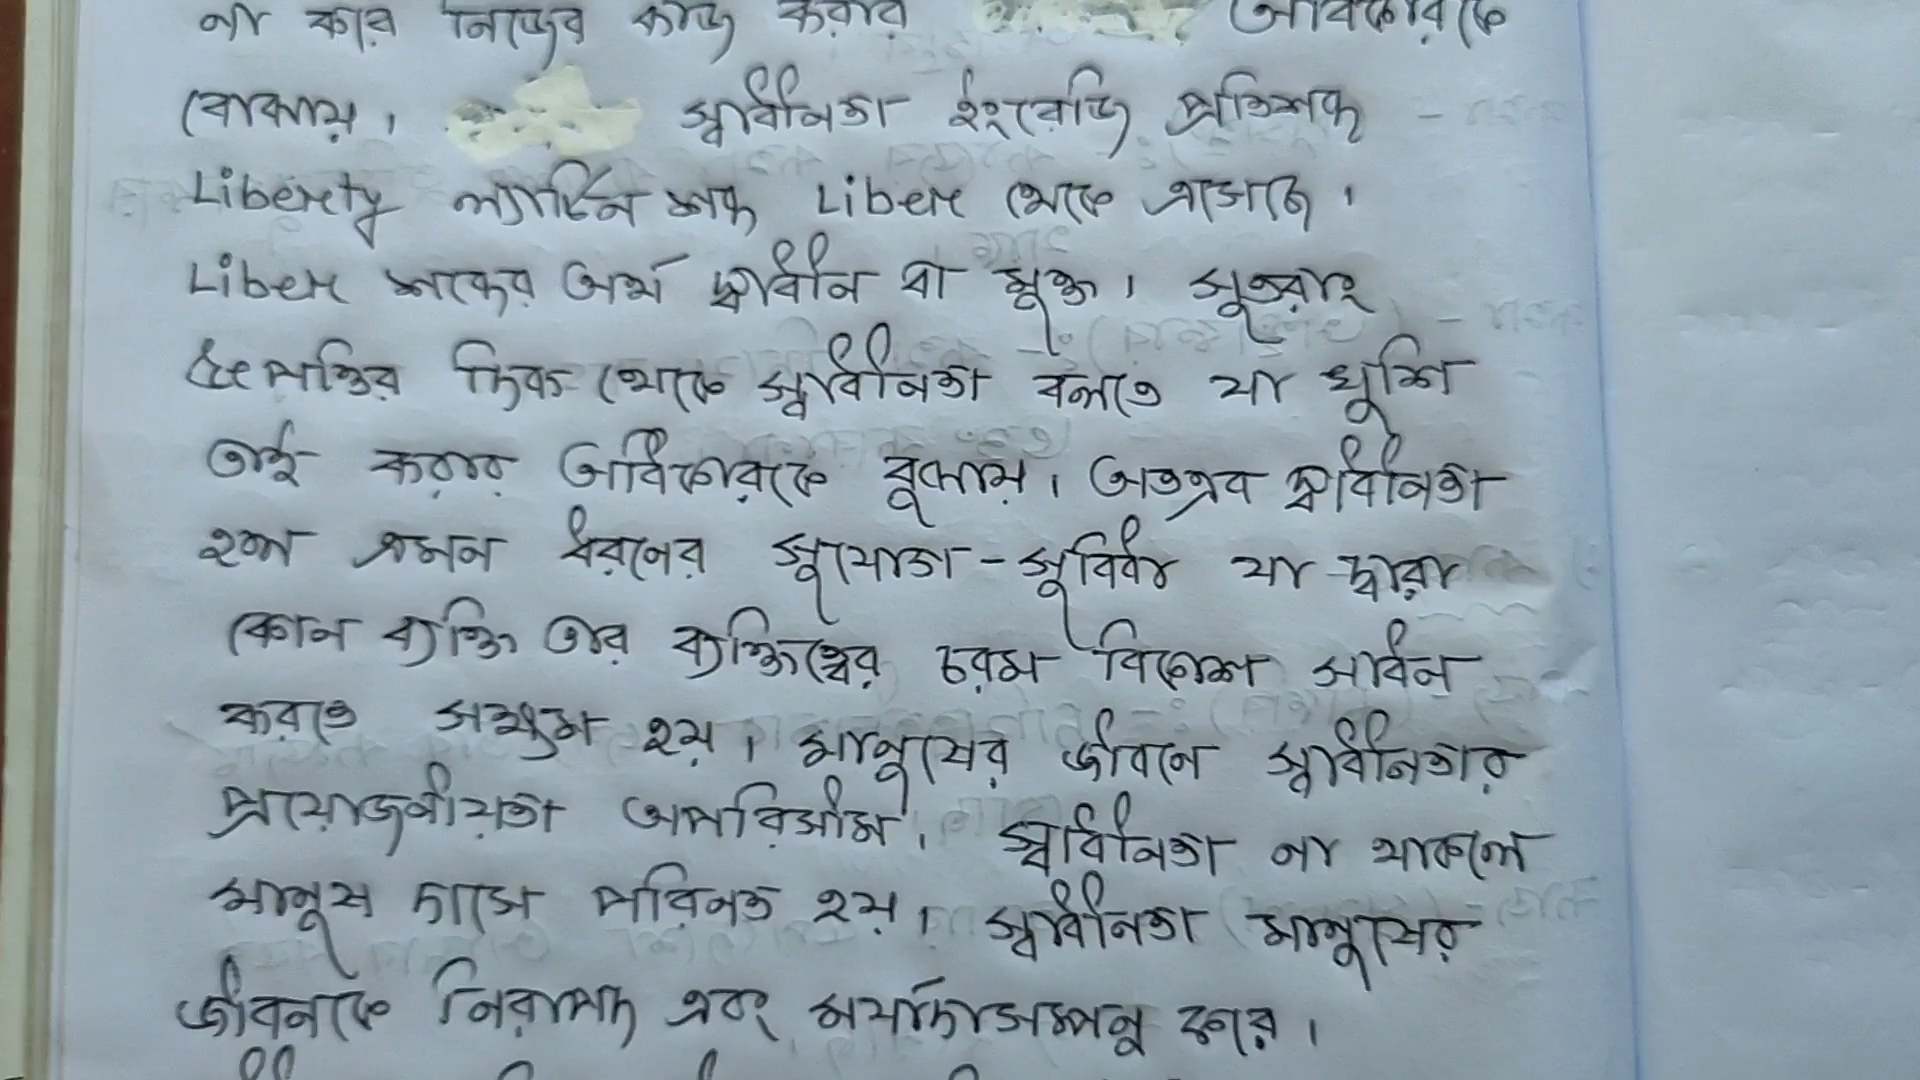 না করে নিজের কাজ করার অধিকারকে
বোঝায়। স্বাধীনতা ইংরেজি প্রতিশব্দ
Liberty ল্যাটিন শব্দ Liber থেকে এসেছে।
Liber শব্দের অর্থ স্বাধীন বা মুক্ত। সুতরাং
উৎপত্তির দিক থেকে স্বাধীনতা বলতে যা খুশি
তাই করার অধিকারকে বুঝায়। অতএব স্বাধীনতা
হল এমন ধরনের সুযোগ-সুবিধা যা দ্বারা
কোন ব্যক্তি তার ব্যক্তিত্বের চরম বিকাশ সাধন
করতে সক্ষম হয়। মানুষের জীবনে স্বাধীনতার
প্রয়োজনীয়তা অপরিসীম। স্বাধীনতা না থাকলে
মানুষ দাসে পরিনত হয়। স্বাধীনতা মানুষের
জীবনকে নিরাপদ এবং মর্যাদাসম্পন্ন করে।